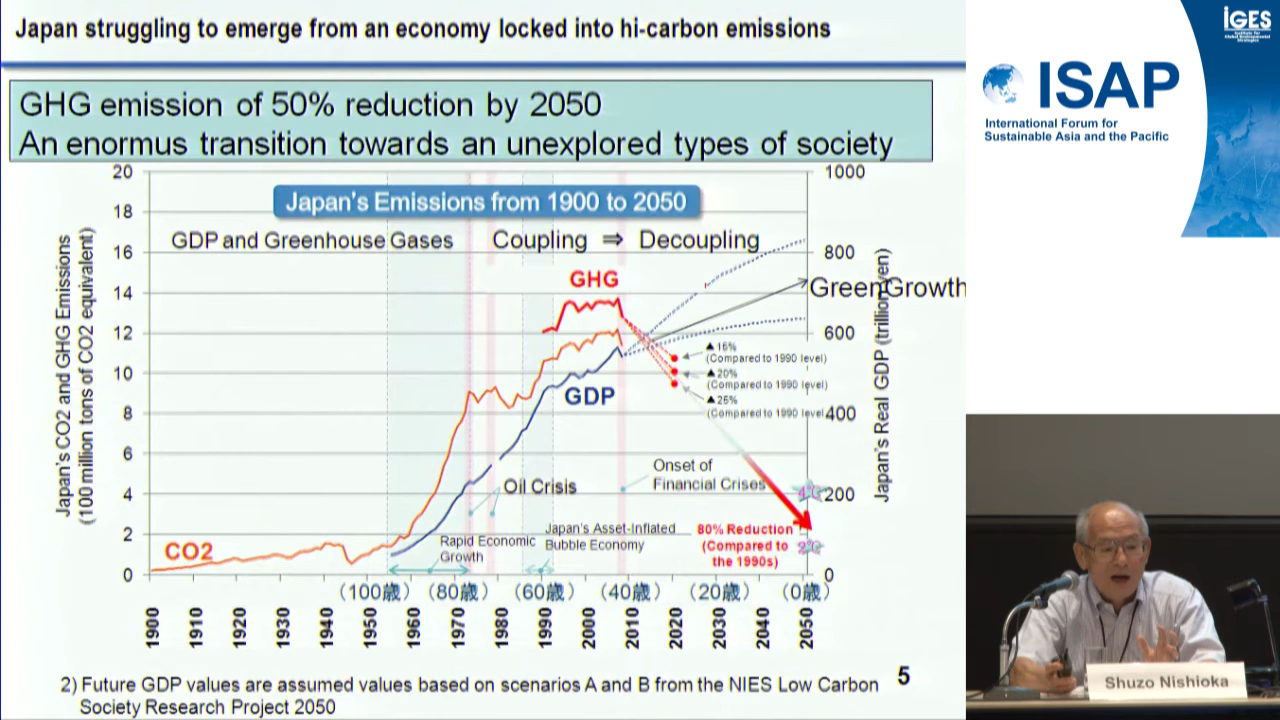 Japan struggling to emerge from an economy locked into hi-carbon emissions
GHG emission of 50% reduction by 2050
An enormus transition towards an unexplored types of society
Japan's Emissions from 1900 to 2050
GDP and Greenhouse Gases
Coupling ⇒ Decoupling
Japan's CO2 and GHG Emissions
(100 million tons of CO2 equivalent)
20
18
16
14
12
10
8
6
4
2
0
1000
800
600
400
200
0
Japan's Real GDP (trillion yen)
GHG
GreenGrowth
GDP
CO2
▲15%
(Compared to 1990 level)
▲20%
(Compared to 1990 level)
▲25%
(Compared to 1990 level)
Oil Crisis
Onset of
Financial Crises
Rapid Economic
Growth
Japan's Asset-Inflated
Bubble Economy
80% Reduction
(Compared to
the 1990s)
(100歳) (80歳) (60歳) (40歳) (20歳) (0歳)
1900 1910 1920 1930 1940 1950 1960 1970 1980 1990 2000 2010 2020 2030 2040 2050
2) Future GDP values are assumed values based on scenarios A and B from the NIES Low Carbon
Society Research Project 2050
5
IGES
Institute for
Global Environmental
Strategies
ISAP
International Forum for
Sustainable Asia and the Pacific
Shuzo Nishioka